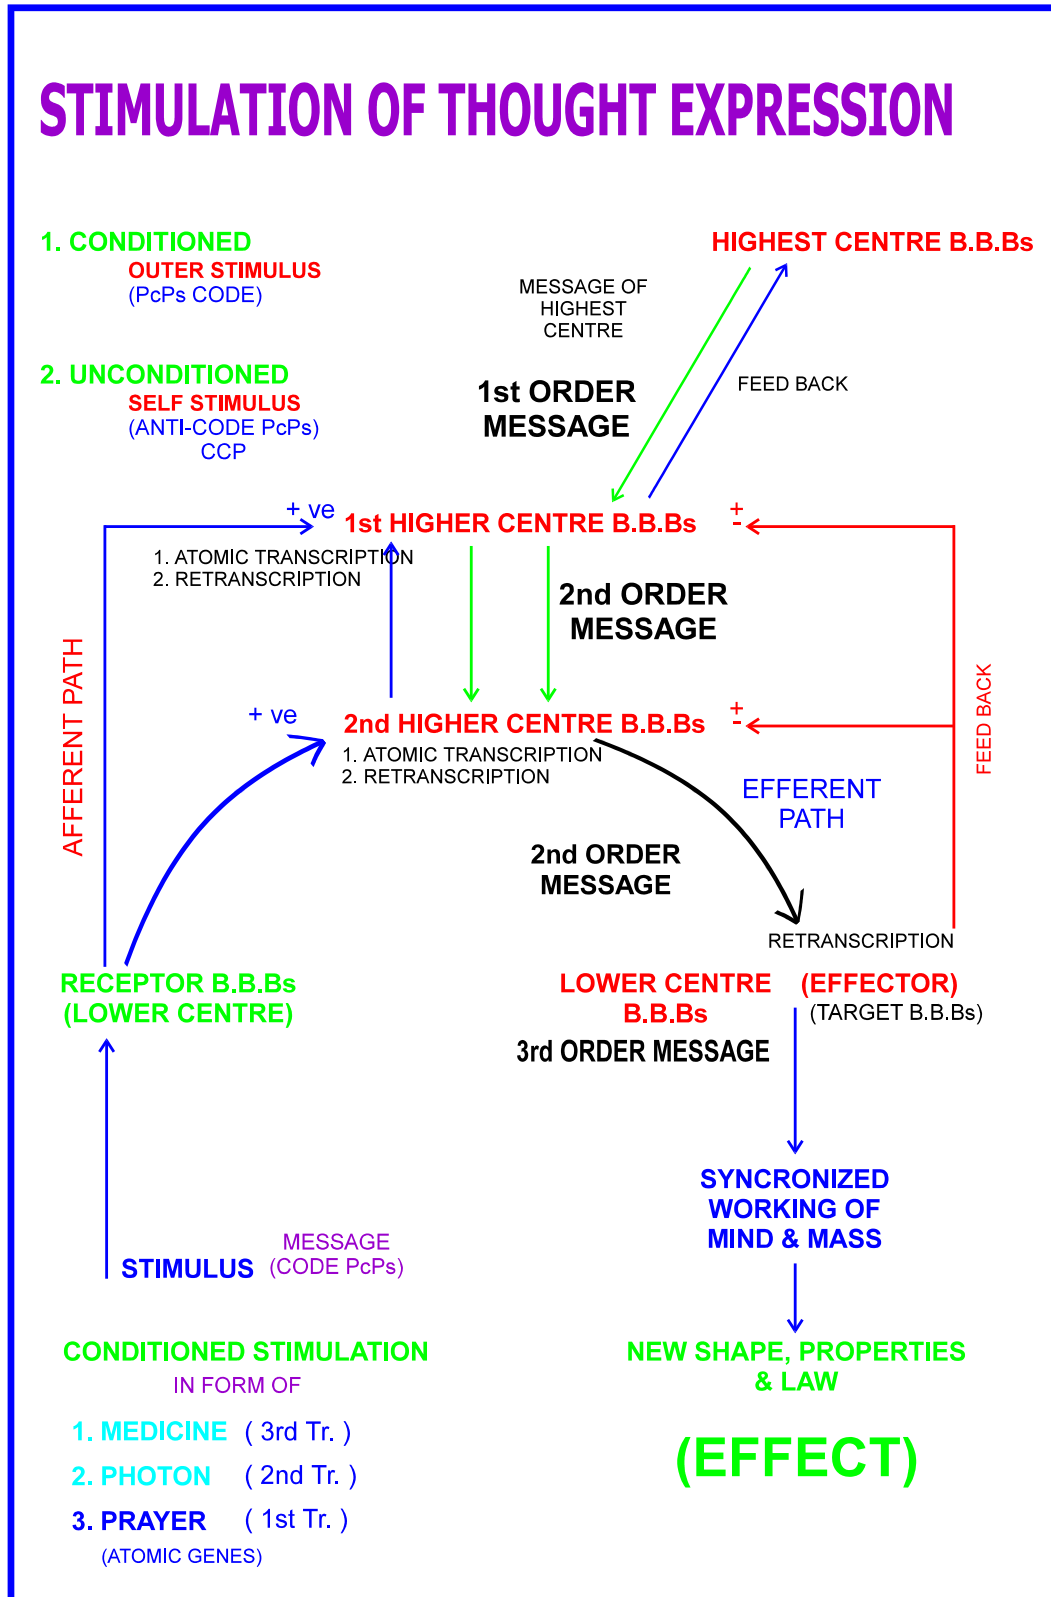 STIMULATION OF THOUGHT EXPRESSION
1. CONDITIONED
OUTER STIMULUS
(PcPs CODE)
HIGHEST CENTRE B.B.Bs
MESSAGE OF
HIGHEST
CENTRE
2. UNCONDITIONED
SELF STIMULUS
(ANTI-CODE PcPs)
CCP
1st ORDER
MESSAGE
FEED BACK
+ ve
1st HIGHER CENTRE B.B.Bs
+
-
1. ATOMIC TRANSCRIPTION
2. RETRANSCRIPTION
2nd ORDER
MESSAGE
AFFERENT PATH
FEED BACK
+ ve
2nd HIGHER CENTRE B.B.Bs
+
-
1. ATOMIC TRANSCRIPTION
2. RETRANSCRIPTION
EFFERENT
PATH
2nd ORDER
MESSAGE
RETRANSCRIPTION
RECEPTOR B.B.Bs
(LOWER CENTRE)
LOWER CENTRE (EFFECTOR)
B.B.Bs (TARGET B.B.Bs)
3rd ORDER MESSAGE
SYNCRONIZED
WORKING OF
MIND & MASS
STIMULUS
MESSAGE
(CODE PcPs)
CONDITIONED STIMULATION
IN FORM OF
1. MEDICINE ( 3rd Tr. )
2. PHOTON ( 2nd Tr. )
3. PRAYER ( 1st Tr. )
(ATOMIC GENES)
NEW SHAPE, PROPERTIES
& LAW
(EFFECT)